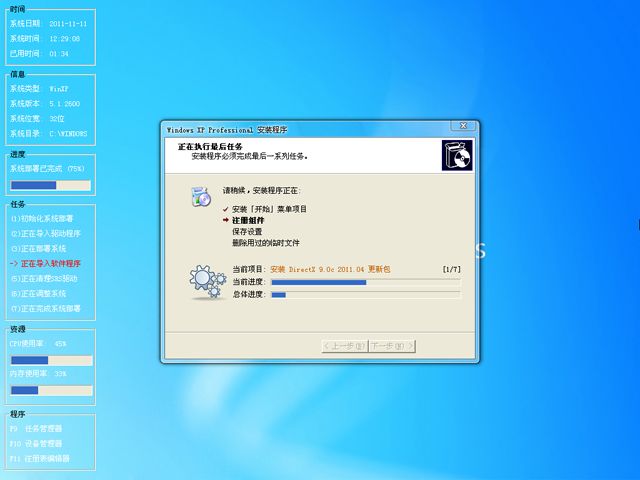 时间
系统日期: 2011-11-11
系统时间: 12:29:08
已用时间: 01:34
信息
系统类型: WinXP
系统版本: 5.1.2600
系统位宽: 32位
系统目录: C:\WINDOWS
进度
系统部署已完成 (75%)
任务
(1)初始化系统部署
(2)正在导入驱动程序
(3)正在部署系统
-> 正在导入软件程序
(5)正在清理SRS驱动
(6)正在调整系统
(7)正在完成系统部署
资源
CPU使用率: 45%
内存使用率: 33%
程序
F9 任务管理器
F10 设备管理器
F11 注册表编辑器
Windows XP Professional 安装程序
正在执行最后任务
安装程序必须完成最后一系列任务。
请稍候，安装程序正在:
安装「开始」菜单项目
注册组件
保存设置
删除用过的临时文件
当前项目: 安装 DirectX 9.0c 2011.04 更新包 [1/7]
当前进度:
总体进度:
< 上一步(B) 下一步(N) >
S